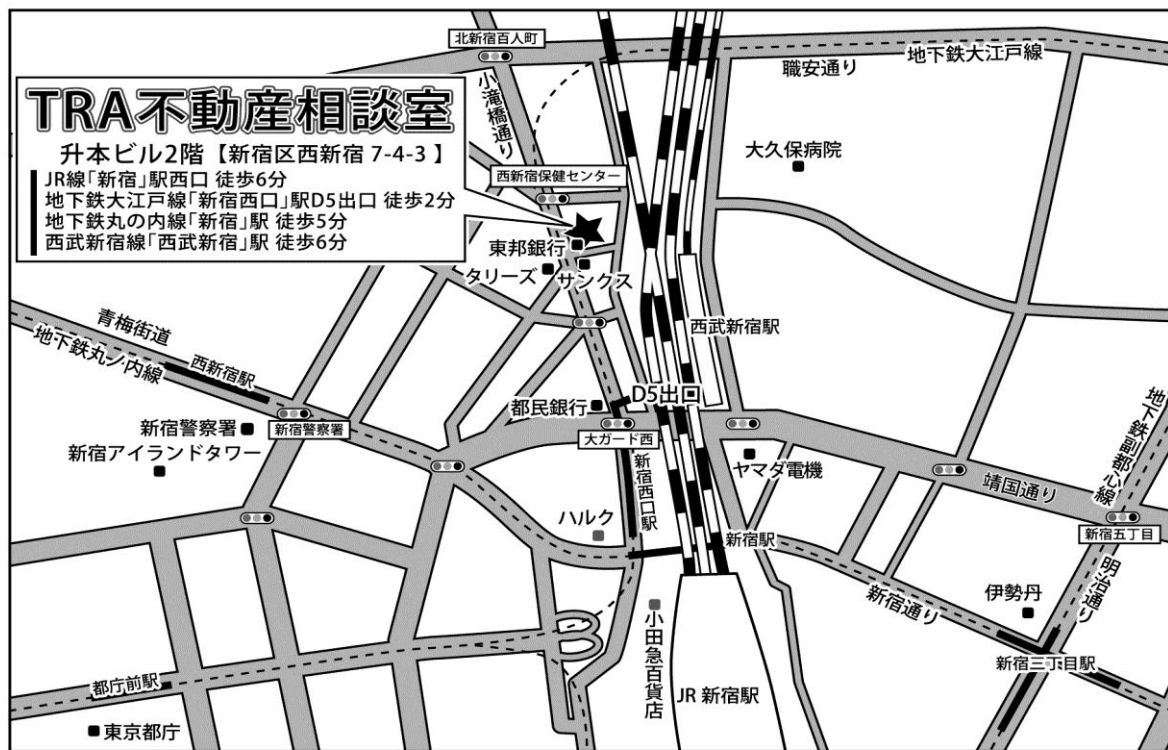 北新宿百人町
地下鉄大江戸線
職安通り
小滝橋通り
TRA不動産相談室
升本ビル2階【新宿区西新宿 7-4-3 】
JR線「新宿」駅西口 徒歩6分
地下鉄大江戸線「新宿西口」駅D5出口 徒歩2分
地下鉄丸の内線「新宿」駅 徒歩5分
西武新宿線「西武新宿」駅 徒歩6分
大久保病院
西新宿保健センター
東邦銀行
タリーズ
サンクス
青梅街道
地下鉄丸ノ内線
西新宿駅
西武新宿駅
D5出口
都民銀行
新宿警察署
新宿警察署
大ガード西
新宿アイランドタワー
ヤマダ電機
靖国通り
地下鉄副都心線
新宿西口駅
ハルク
新宿駅
新宿五丁目
明治通り
新宿通り
伊勢丹
新宿三丁目駅
小田急百貨店
JR 新宿駅
都庁前駅
東京都庁